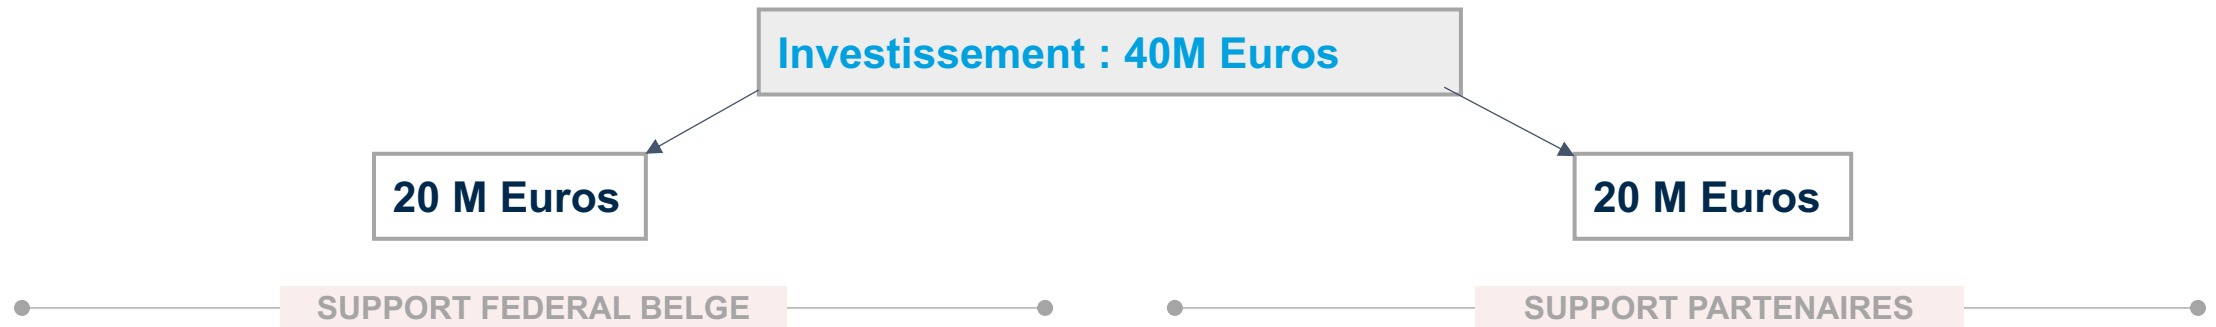 Investissement : 40M Euros
20 M Euros
20 M Euros
SUPPORT FEDERAL BELGE
SUPPORT PARTENAIRES